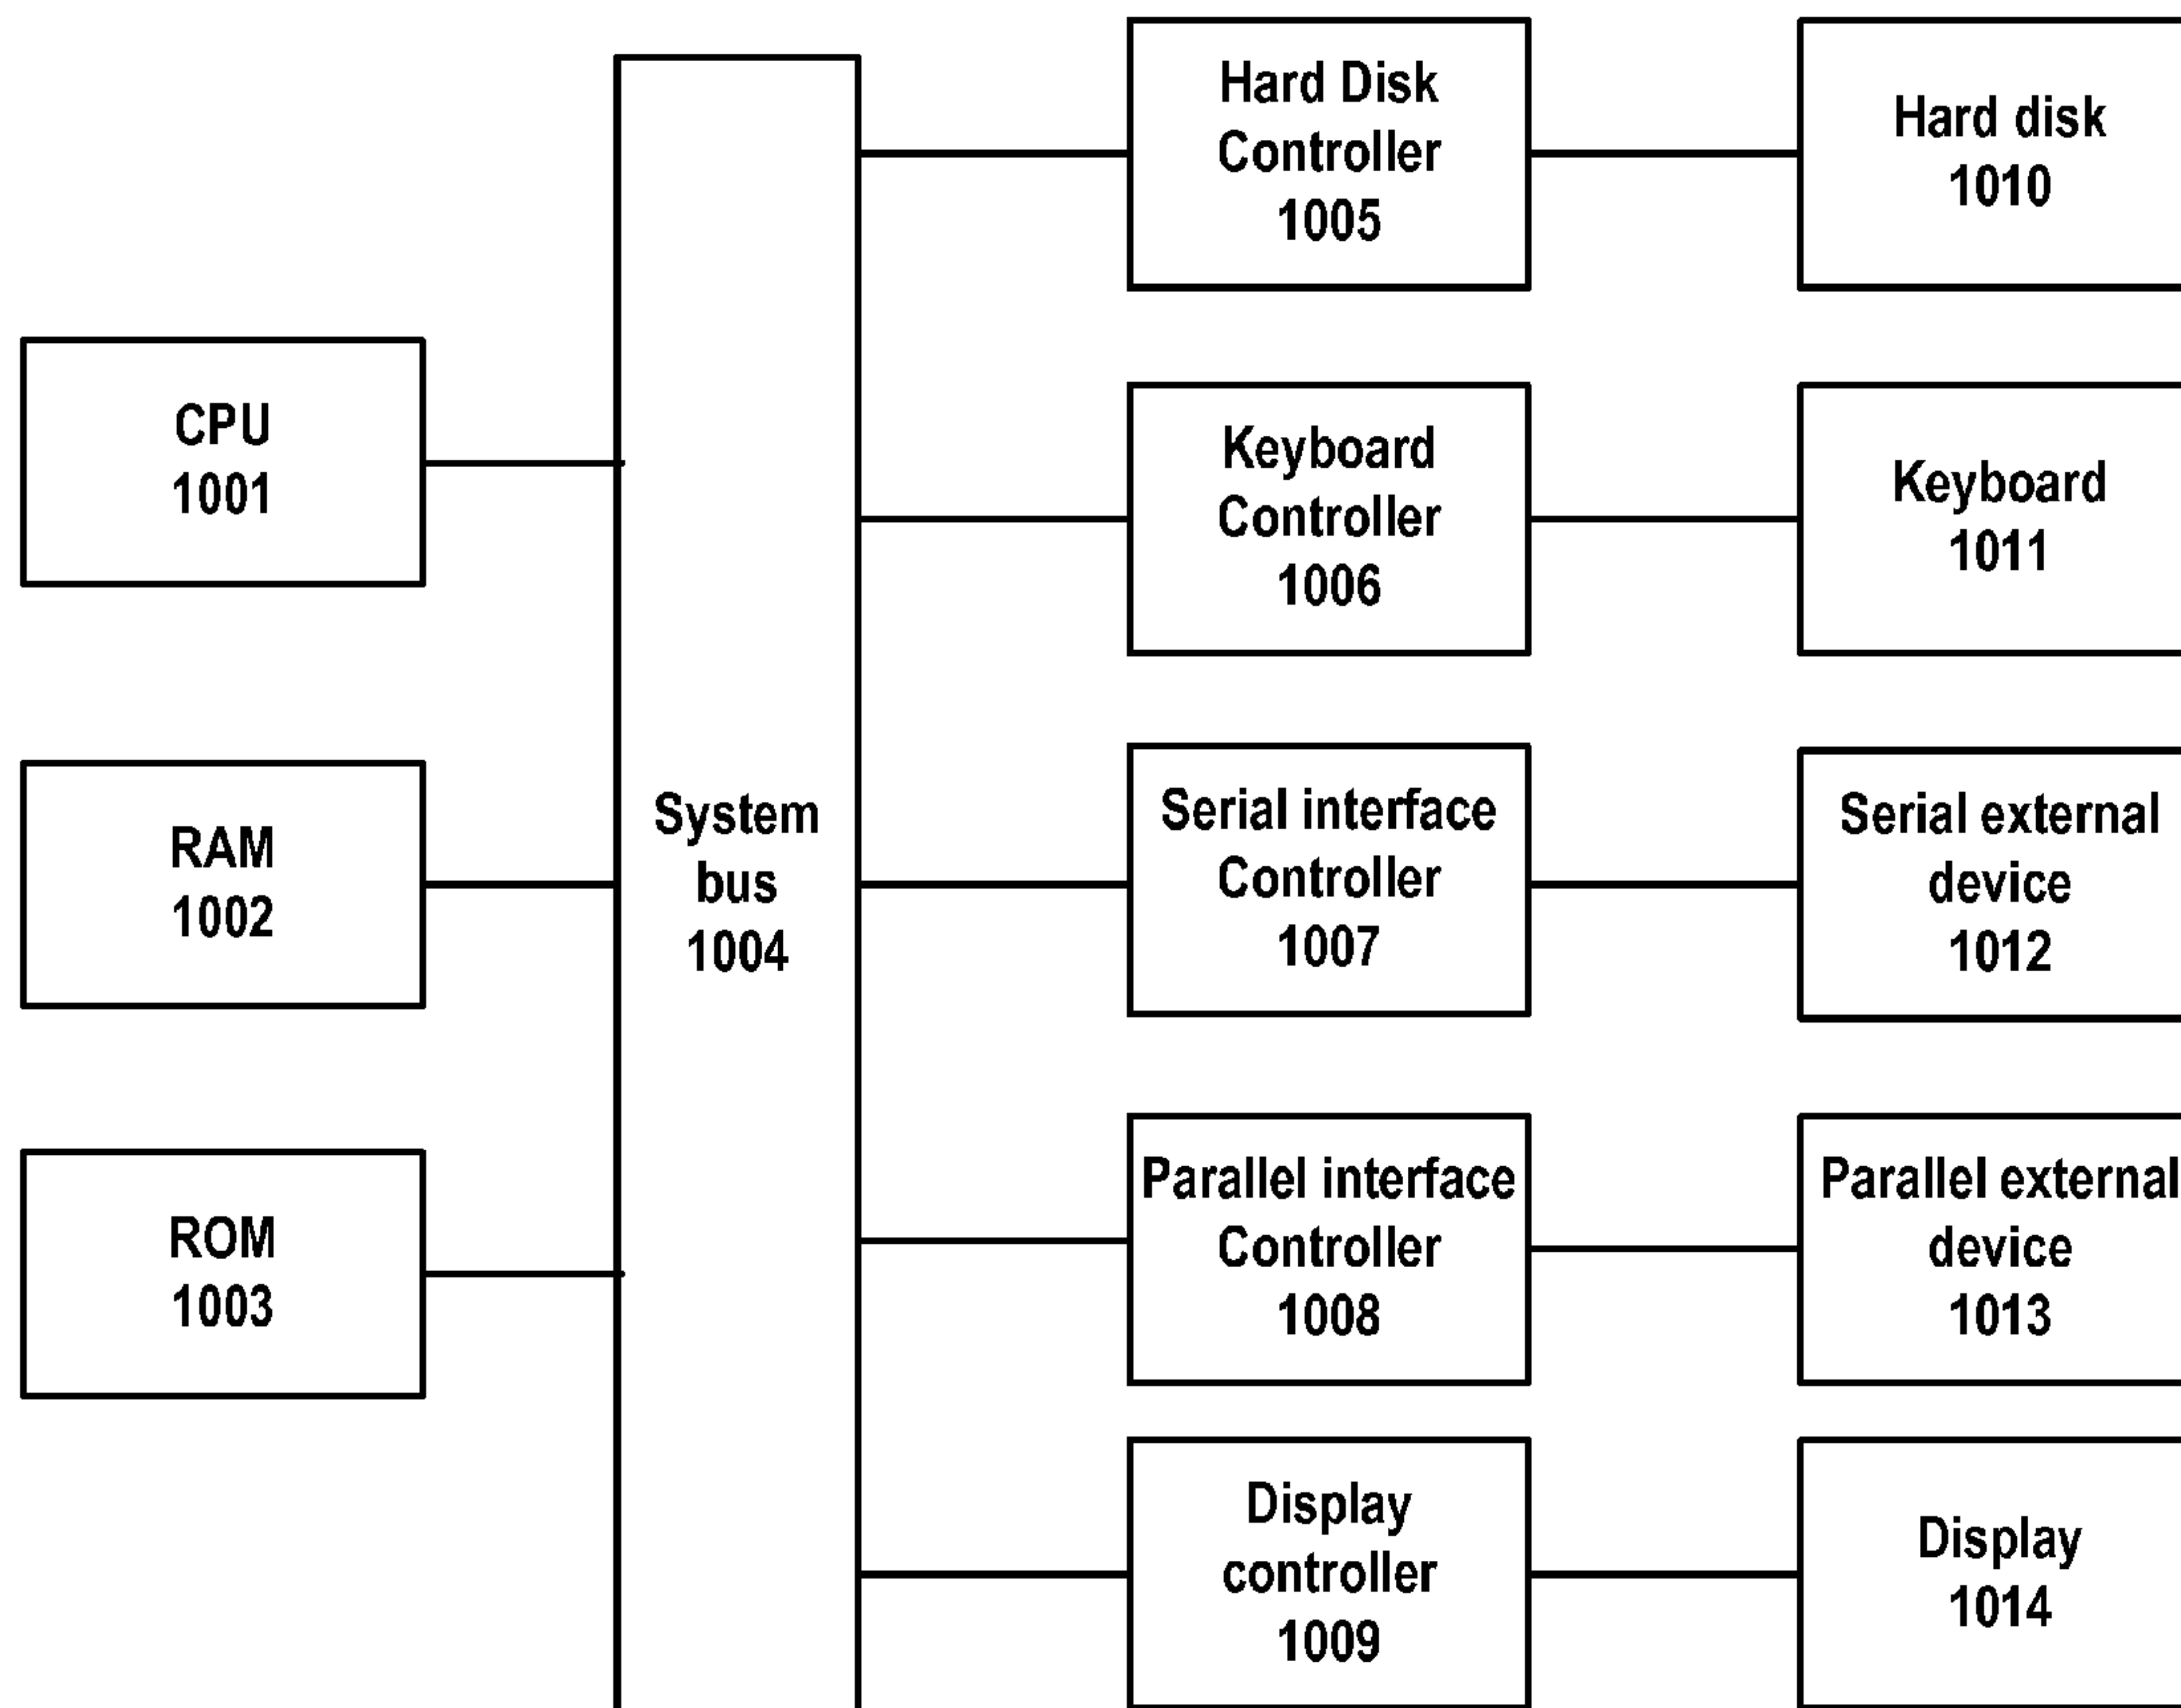 Hard Disk
Controller
1005
Hard disk
1010
CPU
1001
Keyboard
Controller
1006
Keyboard
1011
RAM
1002
System
bus
1004
Serial interface
Controller
1007
Serial external
device
1012
ROM
1003
Parallel interface
Controller
1008
Parallel external
device
1013
Display
controller
1009
Display
1014